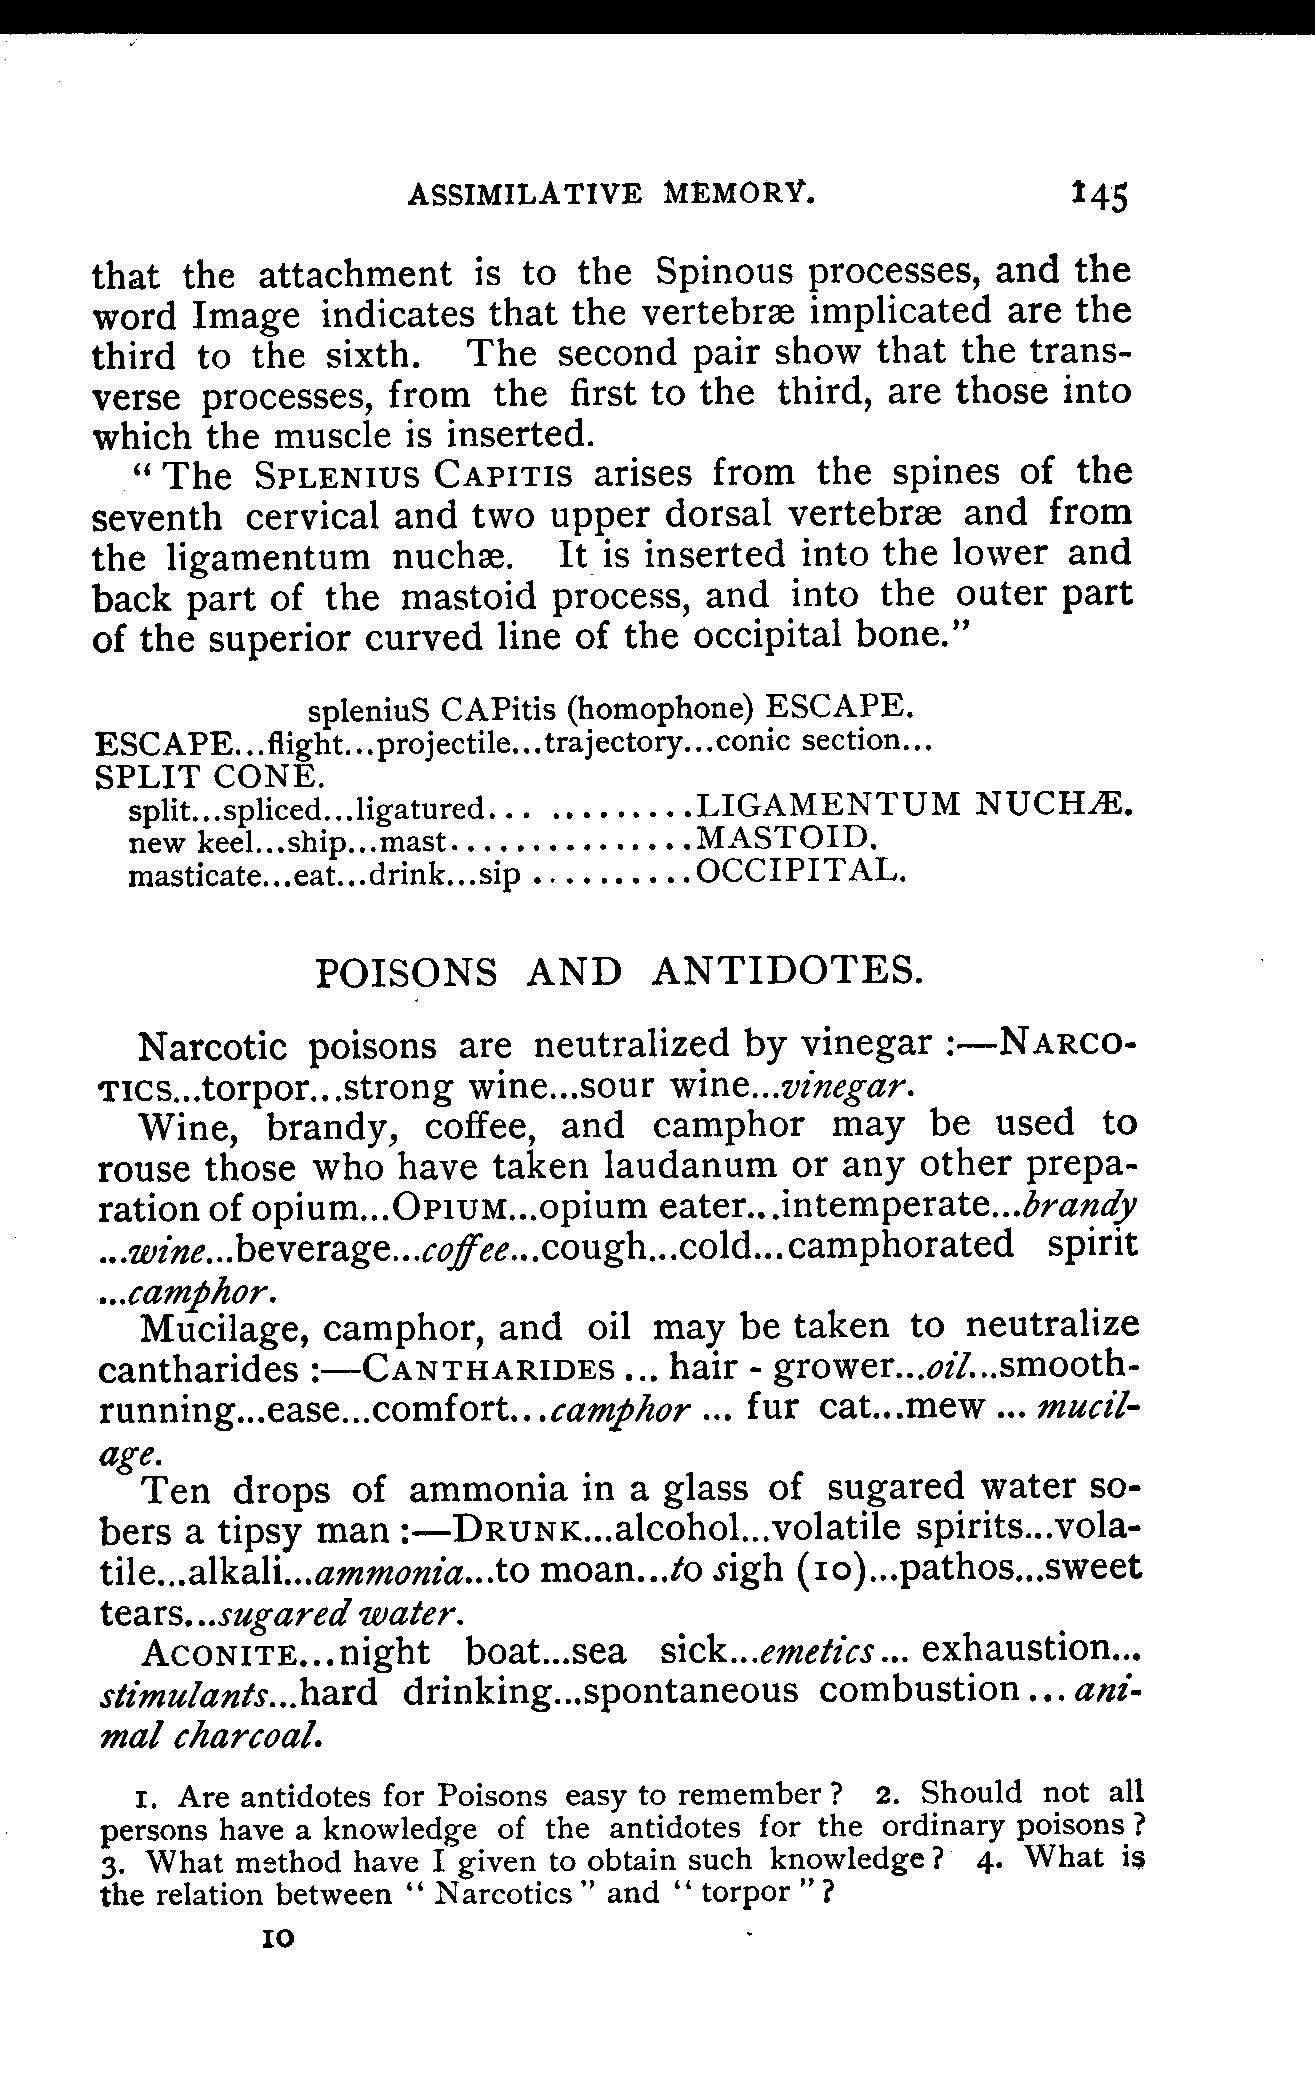 ASSIMILATIVE MEMORY. 145
that the attachment is to the Spinous processes, and the
word Image indicates that the vertebræ implicated are the
third to the sixth. The second pair show that the trans-
verse processes, from the first to the third, are those into
which the muscle is inserted.
“ The SPLENIUS CAPITIS arises from the spines of the
seventh cervical and two upper dorsal vertebræ and from
the ligamentum nuchæ. It is inserted into the lower and
back part of the mastoid process, and into the outer part
of the superior curved line of the occipital bone.”
spleniuS CAPitis (homophone) ESCAPE.
ESCAPE...flight...projectile...trajectory...conic section...
SPLIT CONE.
split...spliced...ligatured... .........LIGAMENTUM NUCHÆ.
new keel...ship...mast...............MASTOID.
masticate...eat...drink...sip ..........OCCIPITAL.
POISONS AND ANTIDOTES.
Narcotic poisons are neutralized by vinegar :—NARCO-
TICS...torpor...strong wine...sour wine...vinegar.
Wine, brandy, coffee, and camphor may be used to
rouse those who have taken laudanum or any other prepa-
ration of opium...OPIUM...opium eater...intemperate...brandy
...wine...beverage...coffee...cough...cold...camphorated spirit
...camphor.
Mucilage, camphor, and oil may be taken to neutralize
cantharides :—CANTHARIDES ... hair - grower...oil...smooth-
running...ease...comfort...camphor ... fur cat...mew ... mucil-
age.
Ten drops of ammonia in a glass of sugared water so-
bers a tipsy man :—DRUNK...alcohol...volatile spirits...vola-
tile...alkali...ammonia...to moan...to sigh (10)...pathos...sweet
tears...sugared water.
ACONITE...night boat...sea sick...emetics... exhaustion...
stimulants...hard drinking...spontaneous combustion ... ani-
mal charcoal.
1. Are antidotes for Poisons easy to remember ? 2. Should not all
persons have a knowledge of the antidotes for the ordinary poisons ?
3. What method have I given to obtain such knowledge ? 4. What is
the relation between “ Narcotics ” and “ torpor ” ?
10